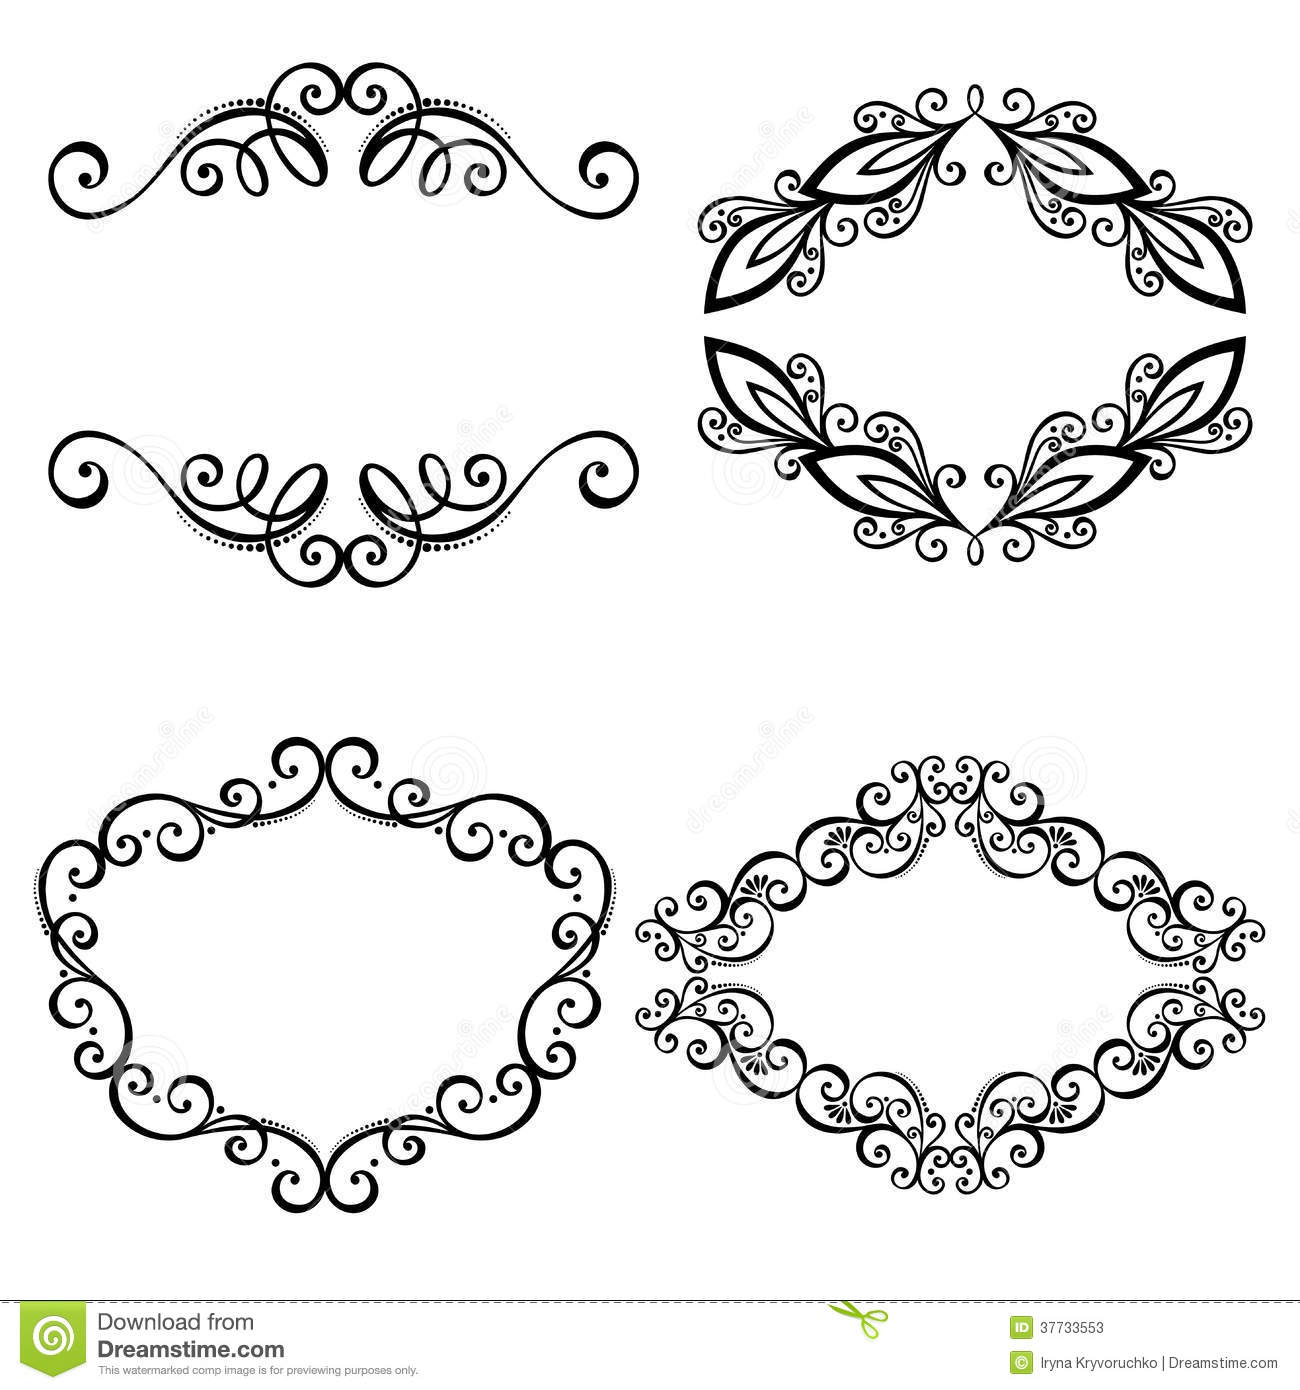 Download from
Dreamstime.com
This watermarked comp image is for previewing purposes only.
ID 37733553
© Iryna Kryvoruchko | Dreamstime.com